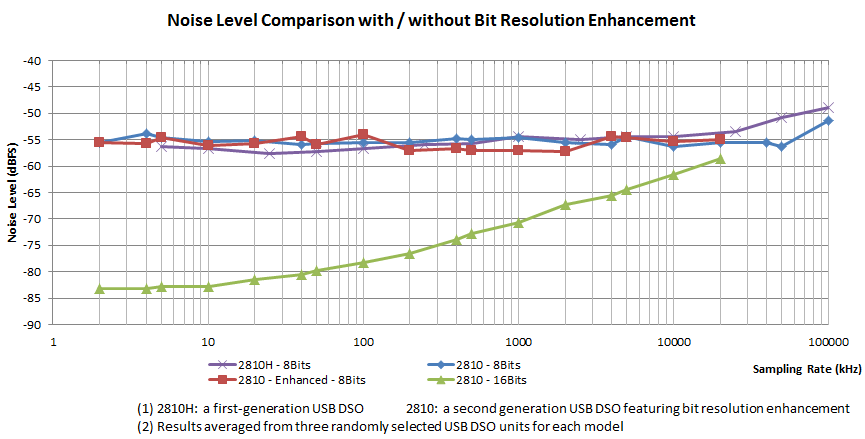 Noise Level Comparison with / without Bit Resolution Enhancement
-40
-45
-50
-55
-60
-65
-70
-75
-80
-85
-90
Noise Level (dBFS)
1 10 100 1000 10000 100000
2810H - 8Bits 2810 - 8Bits
2810 - Enhanced - 8Bits 2810 - 16Bits
Sampling Rate (kHz)
(1) 2810H: a first-generation USB DSO 2810: a second generation USB DSO featuring bit resolution enhancement
(2) Results averaged from three randomly selected USB DSO units for each model